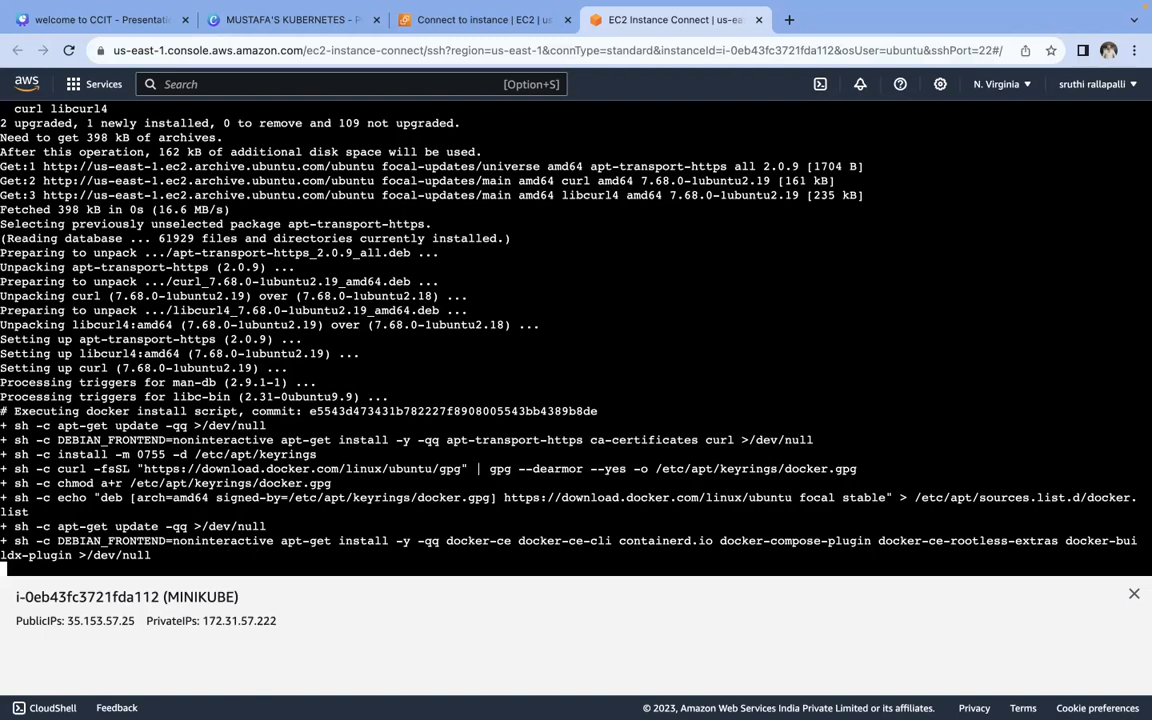 welcome to CCIT - Presentatio
MUSTAFA'S KUBERNETES - P
Connect to instance | EC2 | us
EC2 Instance Connect | us-ea
us-east-1.console.aws.amazon.com/ec2-instance-connect/ssh?region=us-east-1&connType=standard&instanceId=i-0eb43fc3721fda112&osUser=ubuntu&sshPort=22#/
aws Services Search [Option+S] N. Virginia sruthi rallapalli
curl libcurl4
2 upgraded, 1 newly installed, 0 to remove and 109 not upgraded.
Need to get 398 kB of archives.
After this operation, 162 kB of additional disk space will be used.
Get:1 http://us-east-1.ec2.archive.ubuntu.com/ubuntu focal-updates/universe amd64 apt-transport-https all 2.0.9 [1704 B]
Get:2 http://us-east-1.ec2.archive.ubuntu.com/ubuntu focal-updates/main amd64 curl amd64 7.68.0-1ubuntu2.19 [161 kB]
Get:3 http://us-east-1.ec2.archive.ubuntu.com/ubuntu focal-updates/main amd64 libcurl4 amd64 7.68.0-1ubuntu2.19 [235 kB]
Fetched 398 kB in 0s (16.6 MB/s)
Selecting previously unselected package apt-transport-https.
(Reading database ... 61929 files and directories currently installed.)
Preparing to unpack .../apt-transport-https_2.0.9_all.deb ...
Unpacking apt-transport-https (2.0.9) ...
Preparing to unpack .../curl_7.68.0-1ubuntu2.19_amd64.deb ...
Unpacking curl (7.68.0-1ubuntu2.19) over (7.68.0-1ubuntu2.18) ...
Preparing to unpack .../libcurl4_7.68.0-1ubuntu2.19_amd64.deb ...
Unpacking libcurl4:amd64 (7.68.0-1ubuntu2.19) over (7.68.0-1ubuntu2.18) ...
Setting up apt-transport-https (2.0.9) ...
Setting up libcurl4:amd64 (7.68.0-1ubuntu2.19) ...
Setting up curl (7.68.0-1ubuntu2.19) ...
Processing triggers for man-db (2.9.1-1) ...
Processing triggers for libc-bin (2.31-0ubuntu9.9) ...
# Executing docker install script, commit: e5543d473431b782227f8908005543bb4389b8de
+ sh -c apt-get update -qq >/dev/null
+ sh -c DEBIAN_FRONTEND=noninteractive apt-get install -y -qq apt-transport-https ca-certificates curl >/dev/null
+ sh -c install -m 0755 -d /etc/apt/keyrings
+ sh -c curl -fsSL "https://download.docker.com/linux/ubuntu/gpg" | gpg --dearmor --yes -o /etc/apt/keyrings/docker.gpg
+ sh -c chmod a+r /etc/apt/keyrings/docker.gpg
+ sh -c echo "deb [arch=amd64 signed-by=/etc/apt/keyrings/docker.gpg] https://download.docker.com/linux/ubuntu focal stable" > /etc/apt/sources.list.d/docker.
list
+ sh -c apt-get update -qq >/dev/null
+ sh -c DEBIAN_FRONTEND=noninteractive apt-get install -y -qq docker-ce docker-ce-cli containerd.io docker-compose-plugin docker-ce-rootless-extras docker-bui
ldx-plugin >/dev/null
i-0eb43fc3721fda112 (MINIKUBE)
PublicIPs: 35.153.57.25 PrivateIPs: 172.31.57.222
CloudShell Feedback © 2023, Amazon Web Services India Private Limited or its affiliates. Privacy Terms Cookie preferences